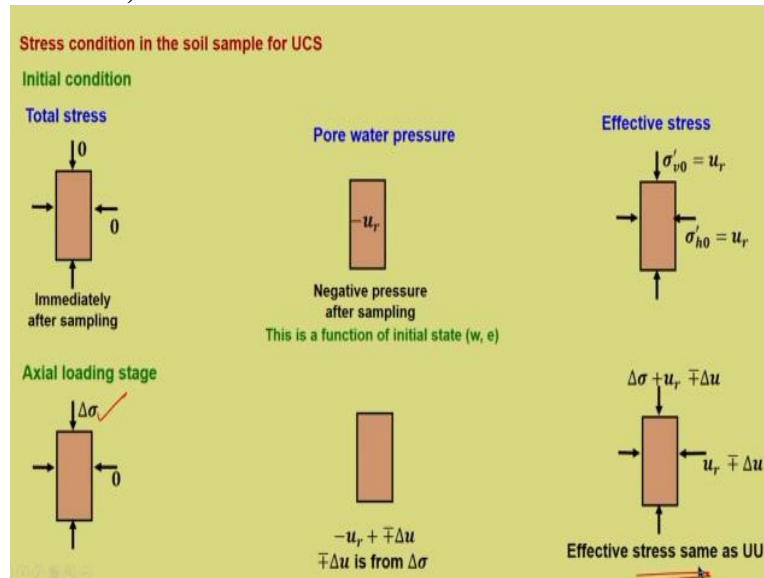 Stress condition in the soil sample for UCS
Initial condition
Total stress
Pore water pressure
Effective stress
0
0
Immediately
after sampling
−u_r
Negative pressure
after sampling
This is a function of initial state (w, e)
σ′_{v0} = u_r
σ′_{h0} = u_r
Axial loading stage
Δσ
0
−u_r + ∓Δu
∓Δu is from Δσ
Δσ +u_r ∓Δu
u_r ∓ Δu
Effective stress same as UU